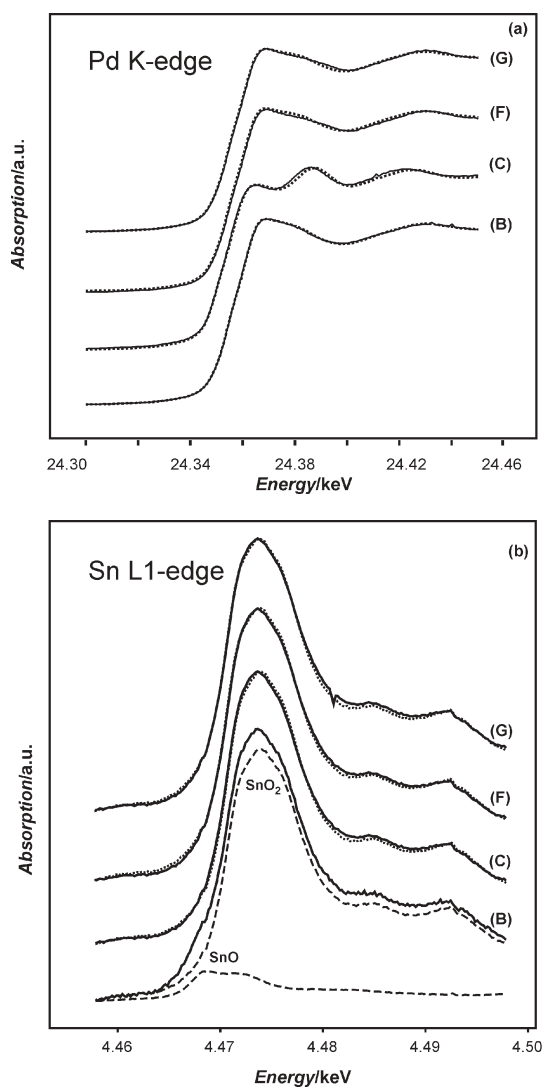 (a)
Pd K-edge
(G)
(F)
(C)
(B)
Absorption/a.u.
24.30 24.34 24.38 24.42 24.46
Energy/keV
(b)
Sn L1-edge
(G)
(F)
(C)
(B)
SnO2
SnO
Absorption/a.u.
4.46 4.47 4.48 4.49 4.50
Energy/keV